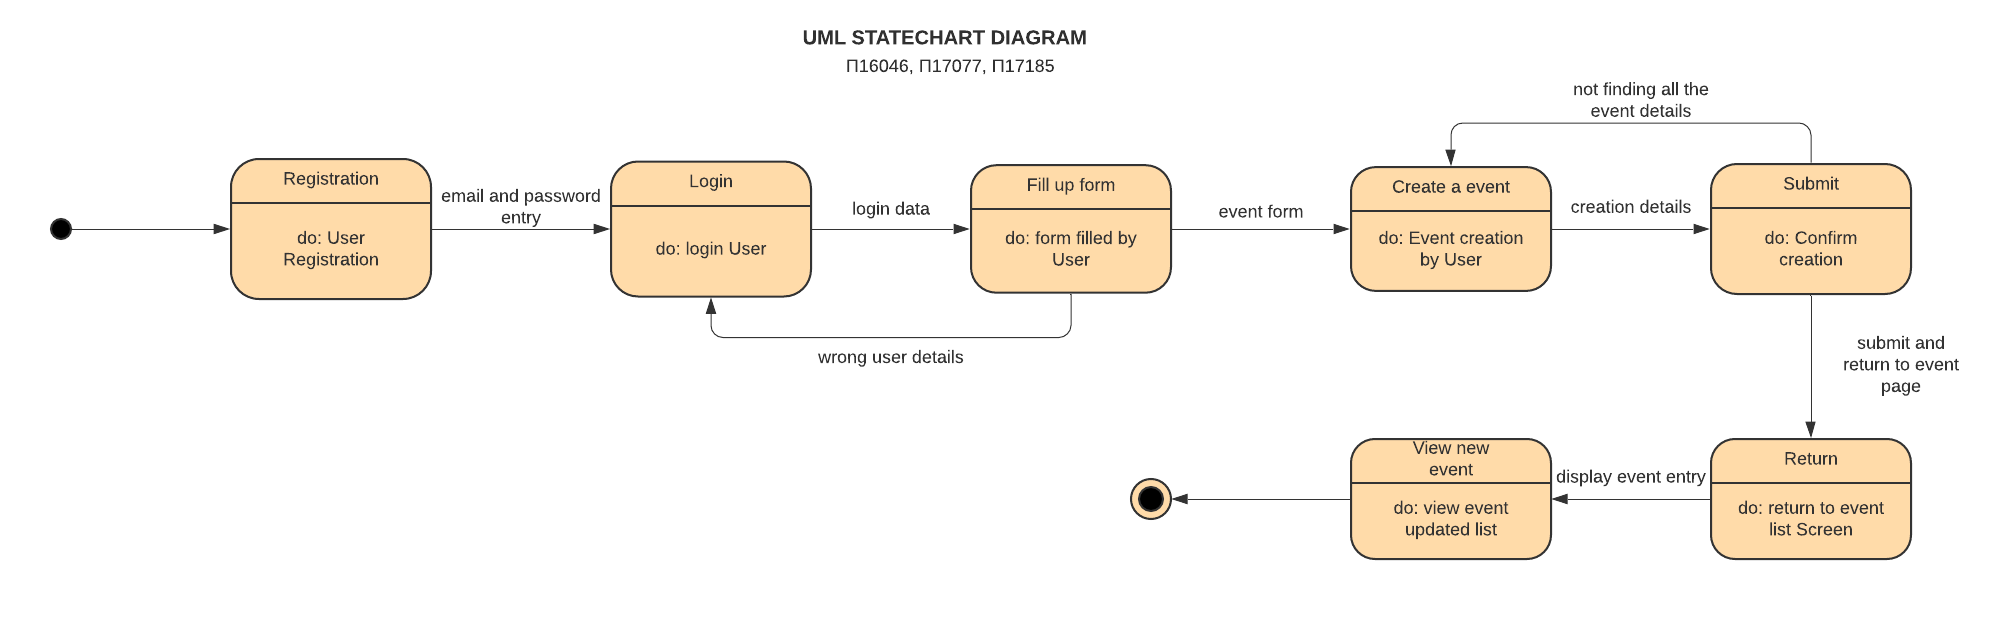 UML STATECHART DIAGRAM
Π16046, Π17077, Π17185
not finding all the
event details
Registration
do: User
Registration
email and password
entry
Login
do: login User
login data
Fill up form
do: form filled by
User
event form
Create a event
do: Event creation
by User
creation details
Submit
do: Confirm
creation
wrong user details
submit and
return to event
page
View new
event
do: view event
updated list
display event entry
Return
do: return to event
list Screen